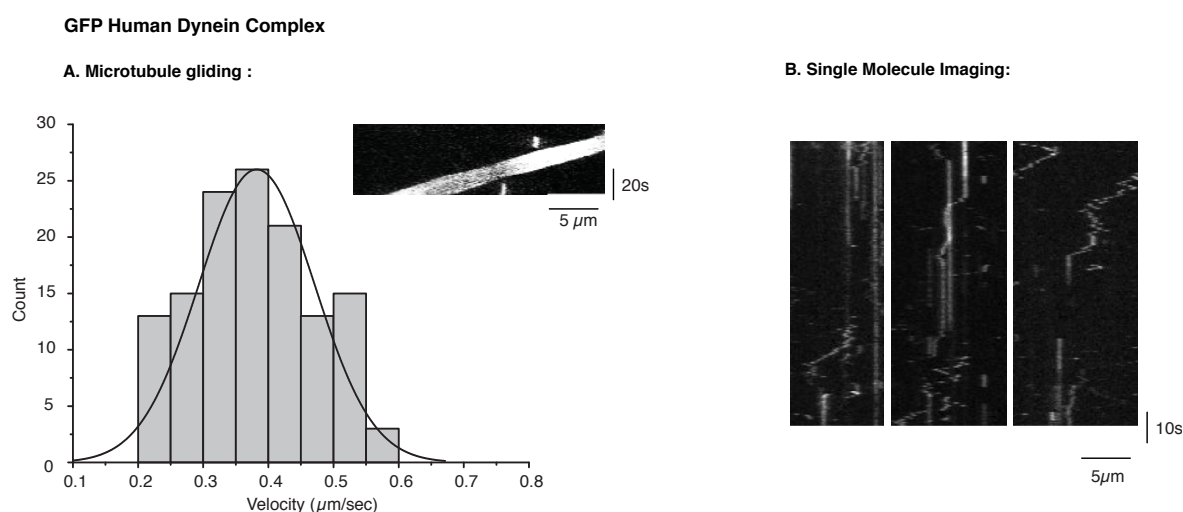 GFP Human Dynein Complex
A. Microtubule gliding :
B. Single Molecule Imaging:
30
25
20
15
10
5
0
Count
0.1 0.2 0.3 0.4 0.5 0.6 0.7 0.8
Velocity (µm/sec)
20s
5 µm
10s
5µm